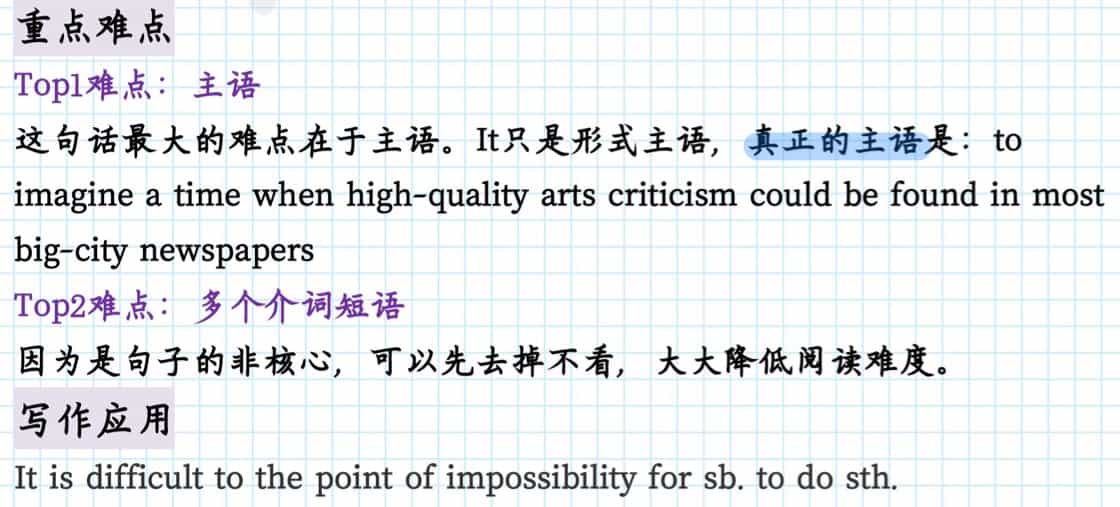 重点难点
Top1难点：主语
这句话最大的难点在于主语。It只是形式主语，真正的主语是：to
imagine a time when high-quality arts criticism could be found in most
big-city newspapers
Top2难点：多个介词短语
因为是句子的非核心，可以先去掉不看，大大降低阅读难度。
写作应用
It is difficult to the point of impossibility for sb. to do sth.